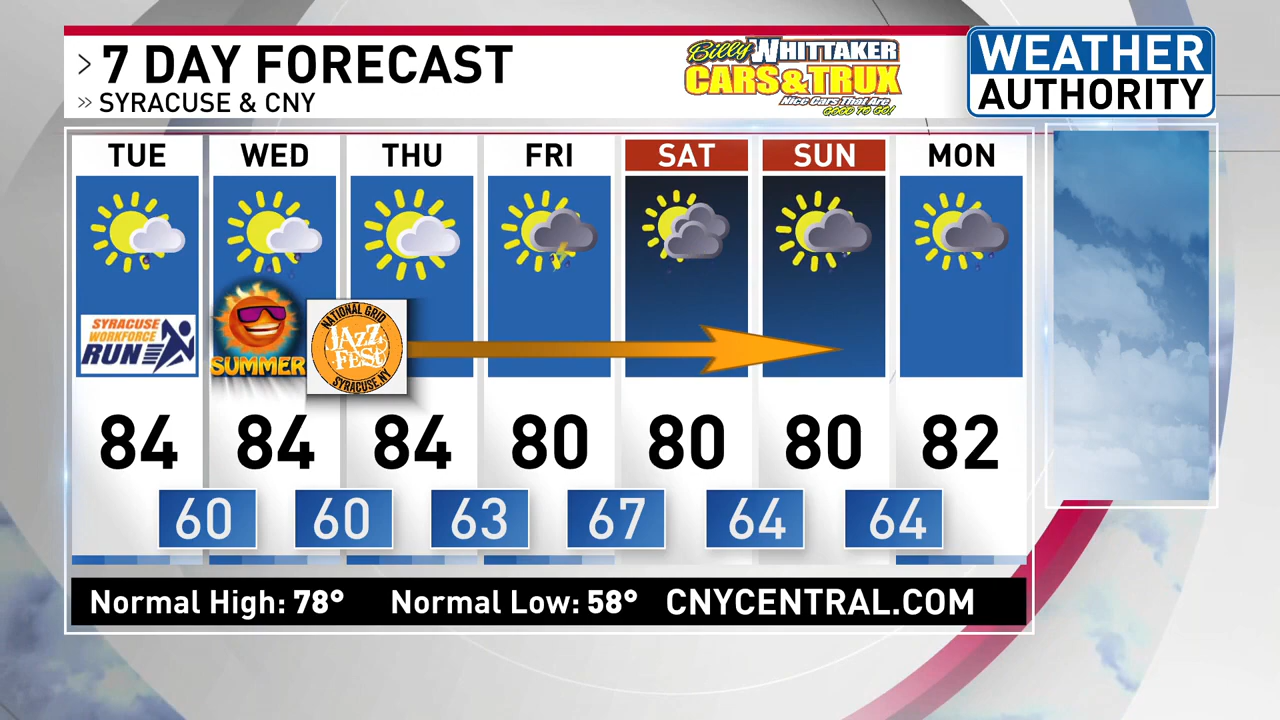 > 7 DAY FORECAST
» SYRACUSE & CNY
Billy WHITTAKER
CARS & TRUX
Nice Cars That Are
GOOD TO GO!
WEATHER
AUTHORITY
TUE WED THU FRI SAT SUN MON
SYRACUSE
WORKFORCE
RUN
SUMMER
NATIONAL GRID
JAZZ
FEST
SYRACUSE, NY
84 84 84 80 80 80 82
60 60 63 67 64 64
Normal High: 78° Normal Low: 58° CNYCENTRAL.COM